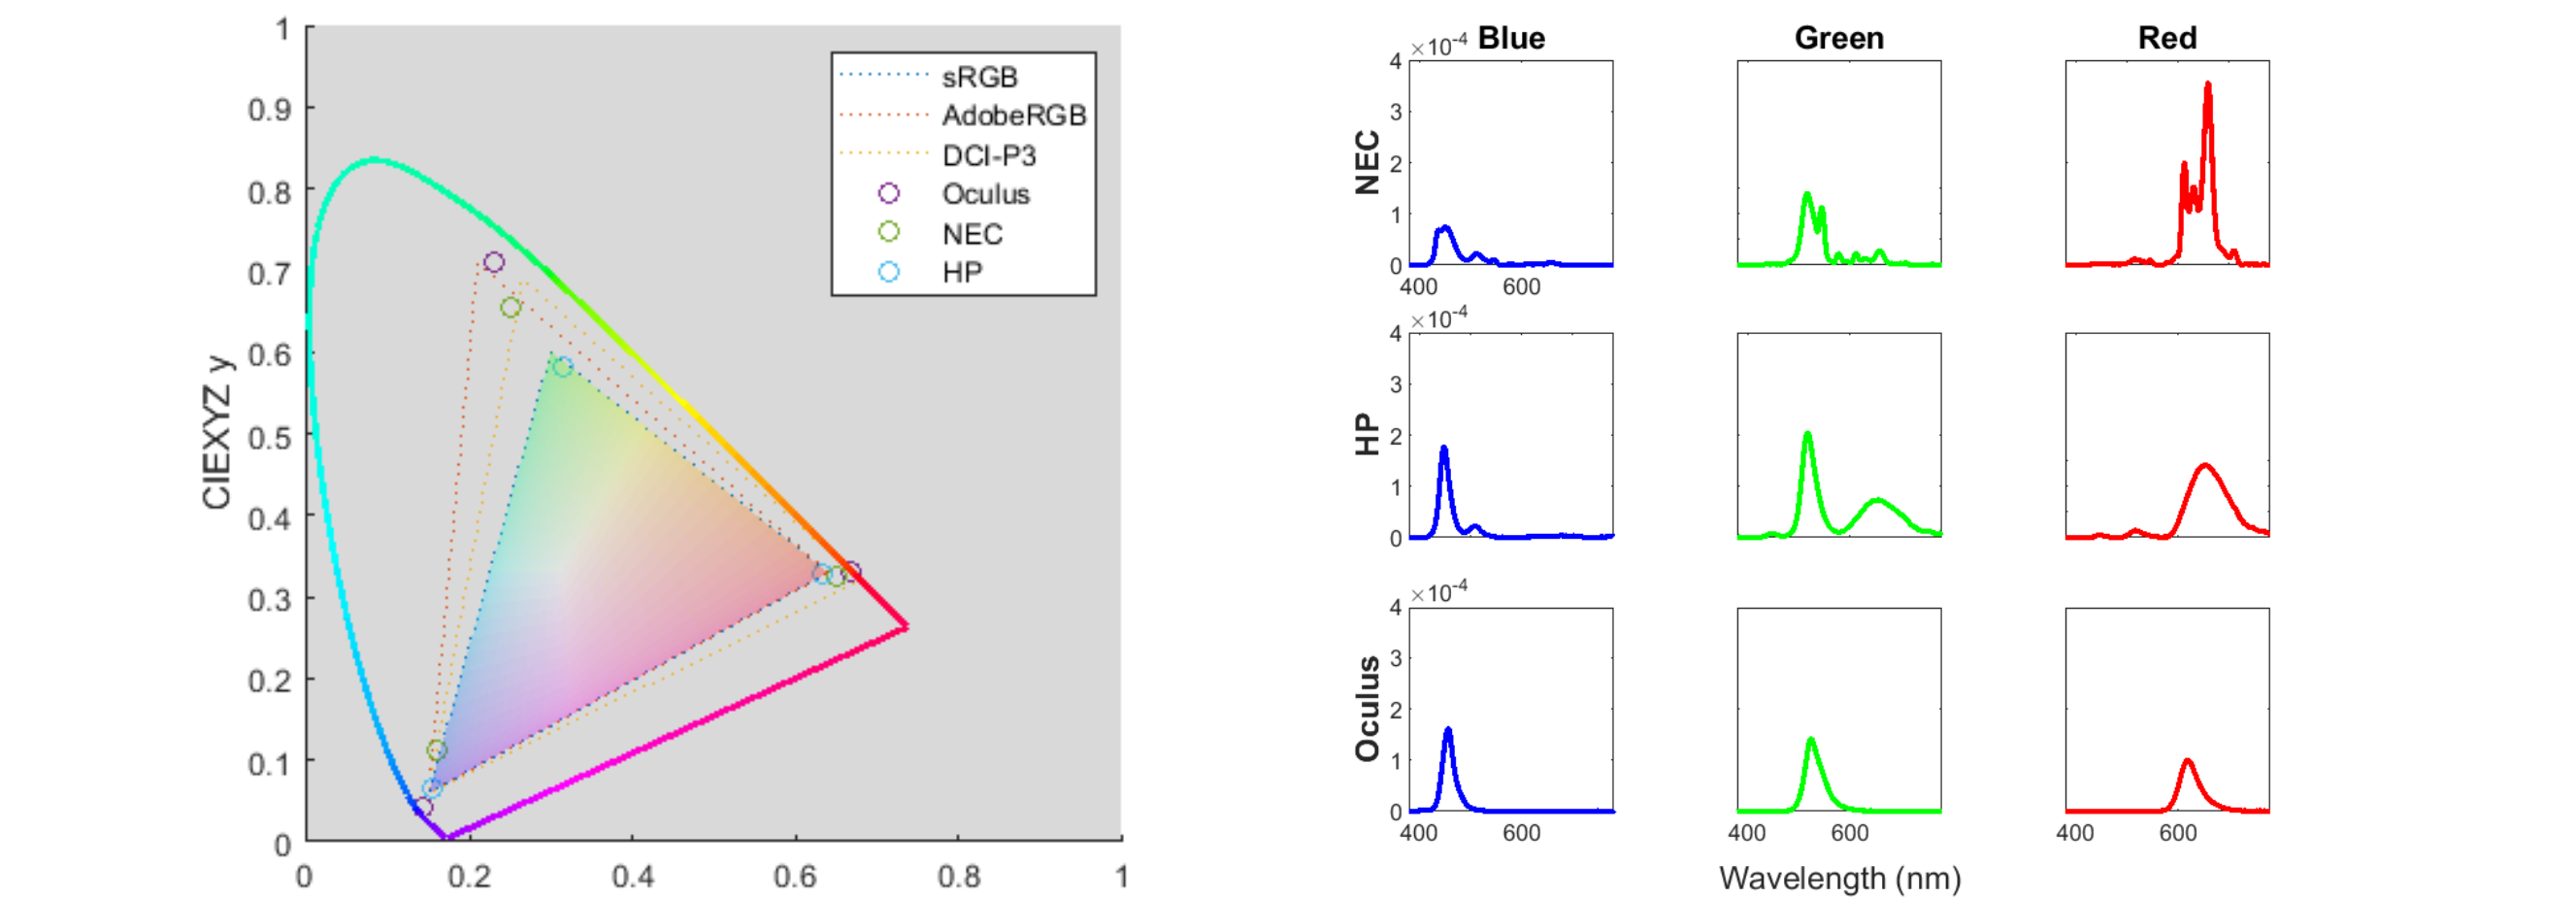 1
0.9
0.8
0.7
0.6
0.5
0.4
0.3
0.2
0.1
0
CIEXYZ y
0 0.2 0.4 0.6 0.8 1
sRGB
AdobeRGB
DCI-P3
Oculus
NEC
HP
Blue Green Red
×10-4
4
3
2
1
0
NEC
400 600
×10-4
4
3
2
1
0
HP
×10-4
4
3
2
1
0
Oculus
400 600 400 600 400 600
Wavelength (nm)